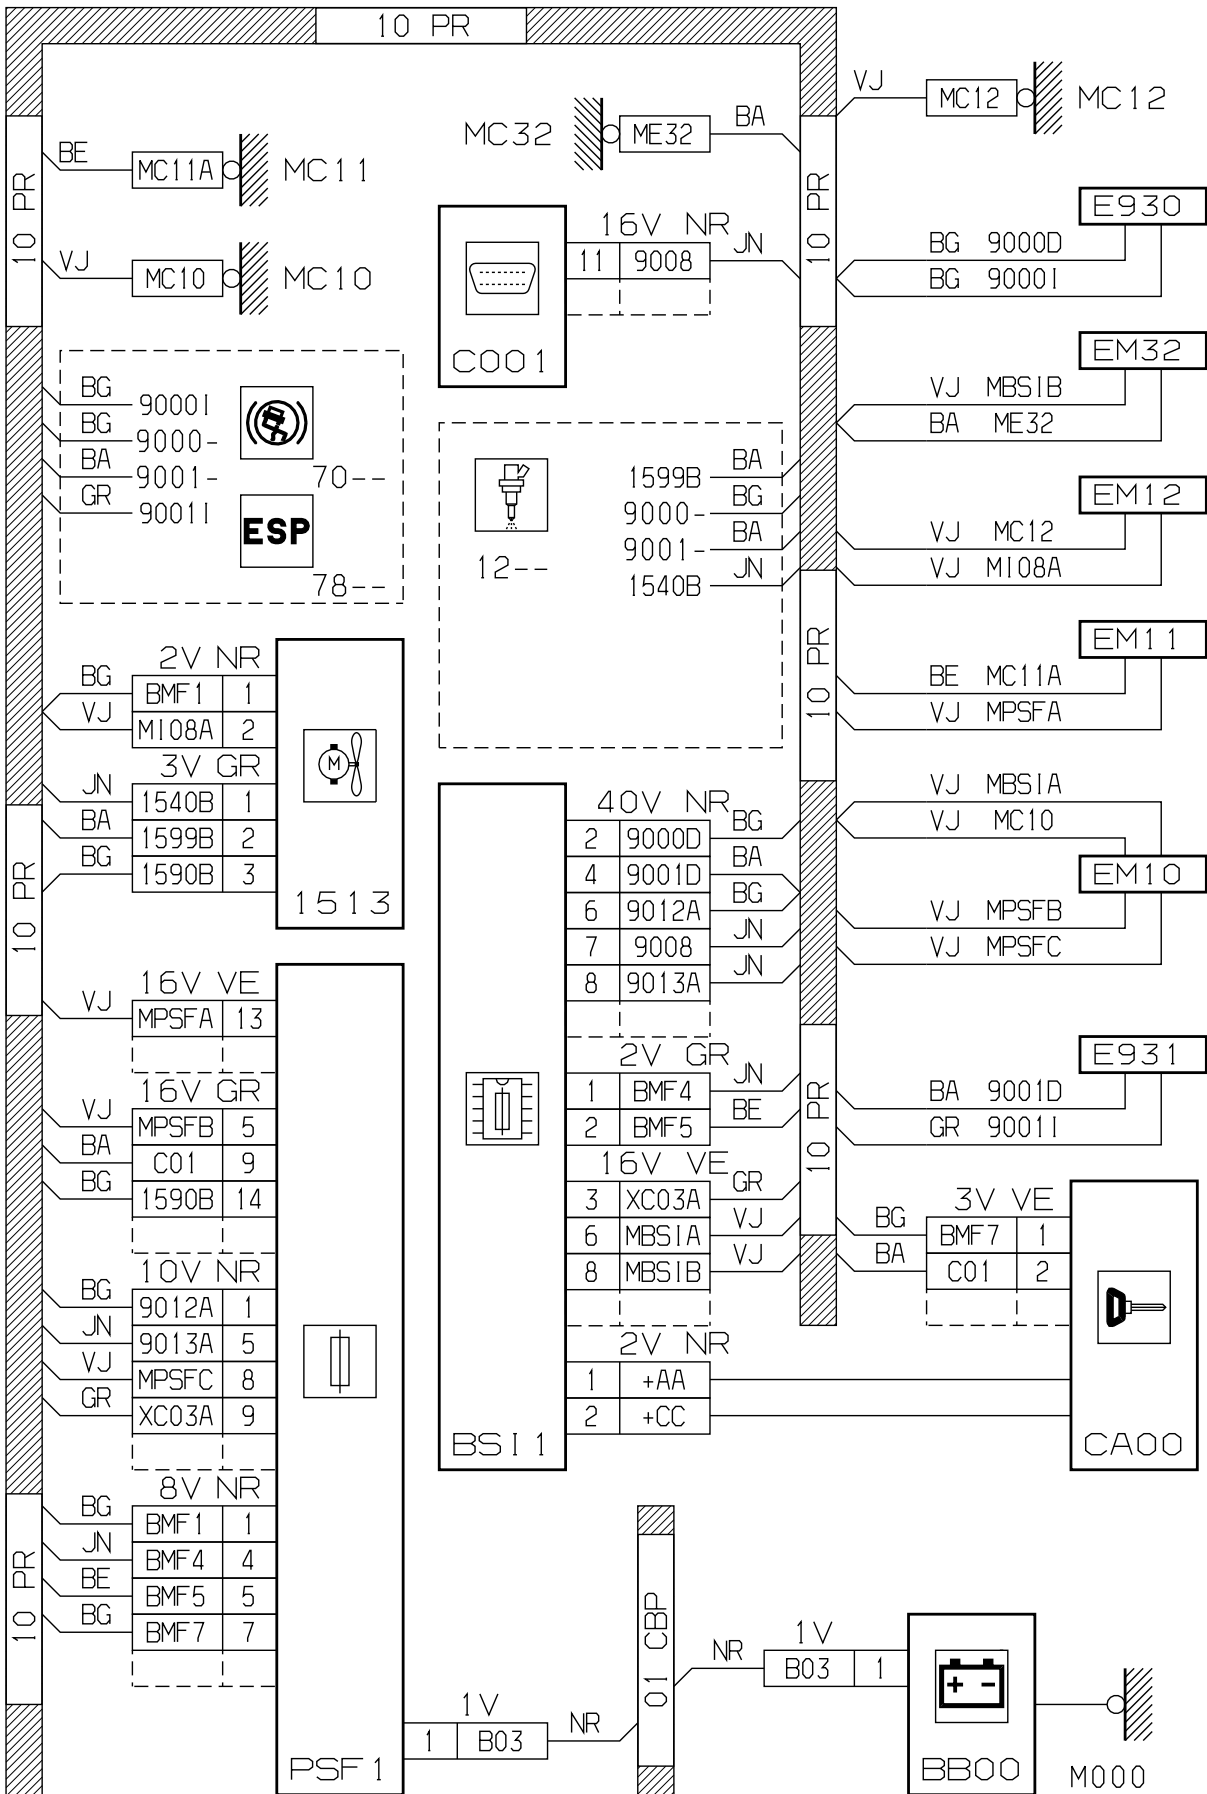 10 PR
VJ
MC12
MC12
MC32
ME32
BA
BE
MC11A
MC11
10 PR
10 PR
VJ
MC10
MC10
16V NR
11 9008
JN
C001
E930
BG 9000D
BG 9000I
EM32
VJ MBSIB
BA ME32
BG 9000I
BG 9000-
BA 9001-
GR 9001I
70--
ESP
78--
12--
1599B BA
9000- BG
9001- BA
1540B JN
EM12
VJ MC12
VJ MI08A
10 PR
EM11
BE MC11A
VJ MPSFA
2V NR
BG BMF1 1
VJ MI08A 2
3V GR
JN 1540B 1
BA 1599B 2
BG 1590B 3
M
1513
10 PR
40V NR
2 9000D BG
4 9001D BA
6 9012A BG
7 9008 JN
8 9013A JN
VJ MBSIA
VJ MC10
EM10
VJ MPSFB
VJ MPSFC
16V VE
VJ MPSFA 13
16V GR
VJ MPSFB 5
BA C01 9
BG 1590B 14
2V GR
1 BMF4 JN
2 BMF5 BE
10 PR
E931
BA 9001D
GR 9001I
16V VE
3 XC03A GR
6 MBSIA VJ
8 MBSIB VJ
3V VE
BG BMF7 1
BA C01 2
10V NR
BG 9012A 1
JN 9013A 5
VJ MPSFC 8
GR XC03A 9
2V NR
1 +AA
2 +CC
BSI1
CA00
8V NR
BG BMF1 1
JN BMF4 4
BE BMF5 5
BG BMF7 7
10 PR
PSF1
1V
1 B03
NR
01 CBP
NR
1V
B03 1
+ -
BB00
M000